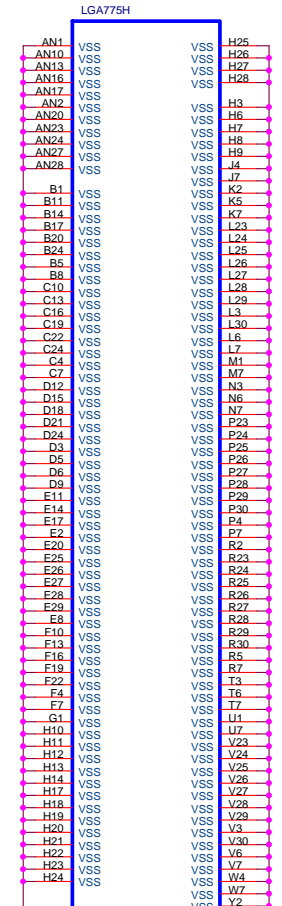 LGA775H
AN1 VSS VSS H25
AN10 VSS VSS H26
AN13 VSS VSS H27
AN16 VSS VSS H28
AN17 VSS
AN2 VSS VSS H3
AN20 VSS VSS H6
AN23 VSS VSS H7
AN24 VSS VSS H8
AN27 VSS VSS H9
AN28 VSS VSS J4
VSS J7
B1 VSS VSS K2
B11 VSS VSS K5
B14 VSS VSS K7
B17 VSS VSS L23
B20 VSS VSS L24
B24 VSS VSS L25
B5 VSS VSS L26
B8 VSS VSS L27
C10 VSS VSS L28
C13 VSS VSS L29
C16 VSS VSS L3
C19 VSS VSS L30
C22 VSS VSS L6
C24 VSS VSS L7
C4 VSS VSS M1
C7 VSS VSS M7
D12 VSS VSS N3
D15 VSS VSS N6
D18 VSS VSS N7
D21 VSS VSS P23
D24 VSS VSS P24
D3 VSS VSS P25
D5 VSS VSS P26
D6 VSS VSS P27
D9 VSS VSS P28
E11 VSS VSS P29
E14 VSS VSS P30
E17 VSS VSS P4
E2 VSS VSS P7
E20 VSS VSS R2
E25 VSS VSS R23
E26 VSS VSS R24
E27 VSS VSS R25
E28 VSS VSS R26
E29 VSS VSS R27
E8 VSS VSS R28
F10 VSS VSS R29
F13 VSS VSS R30
F16 VSS VSS R5
F19 VSS VSS R7
F22 VSS VSS T3
F4 VSS VSS T6
F7 VSS VSS T7
G1 VSS VSS U1
H10 VSS VSS U7
H11 VSS VSS V23
H12 VSS VSS V24
H13 VSS VSS V25
H14 VSS VSS V26
H17 VSS VSS V27
H18 VSS VSS V28
H19 VSS VSS V29
H20 VSS VSS V3
H21 VSS VSS V30
H22 VSS VSS V6
H23 VSS VSS V7
H24 VSS VSS W4
VSS W7
VSS Y2